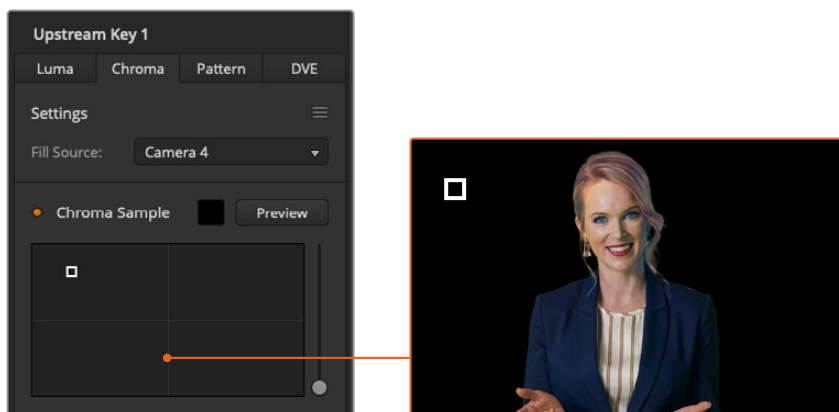 Upstream Key 1
Luma Chroma Pattern DVE
Settings
Fill Source: Camera 4
Chroma Sample Preview